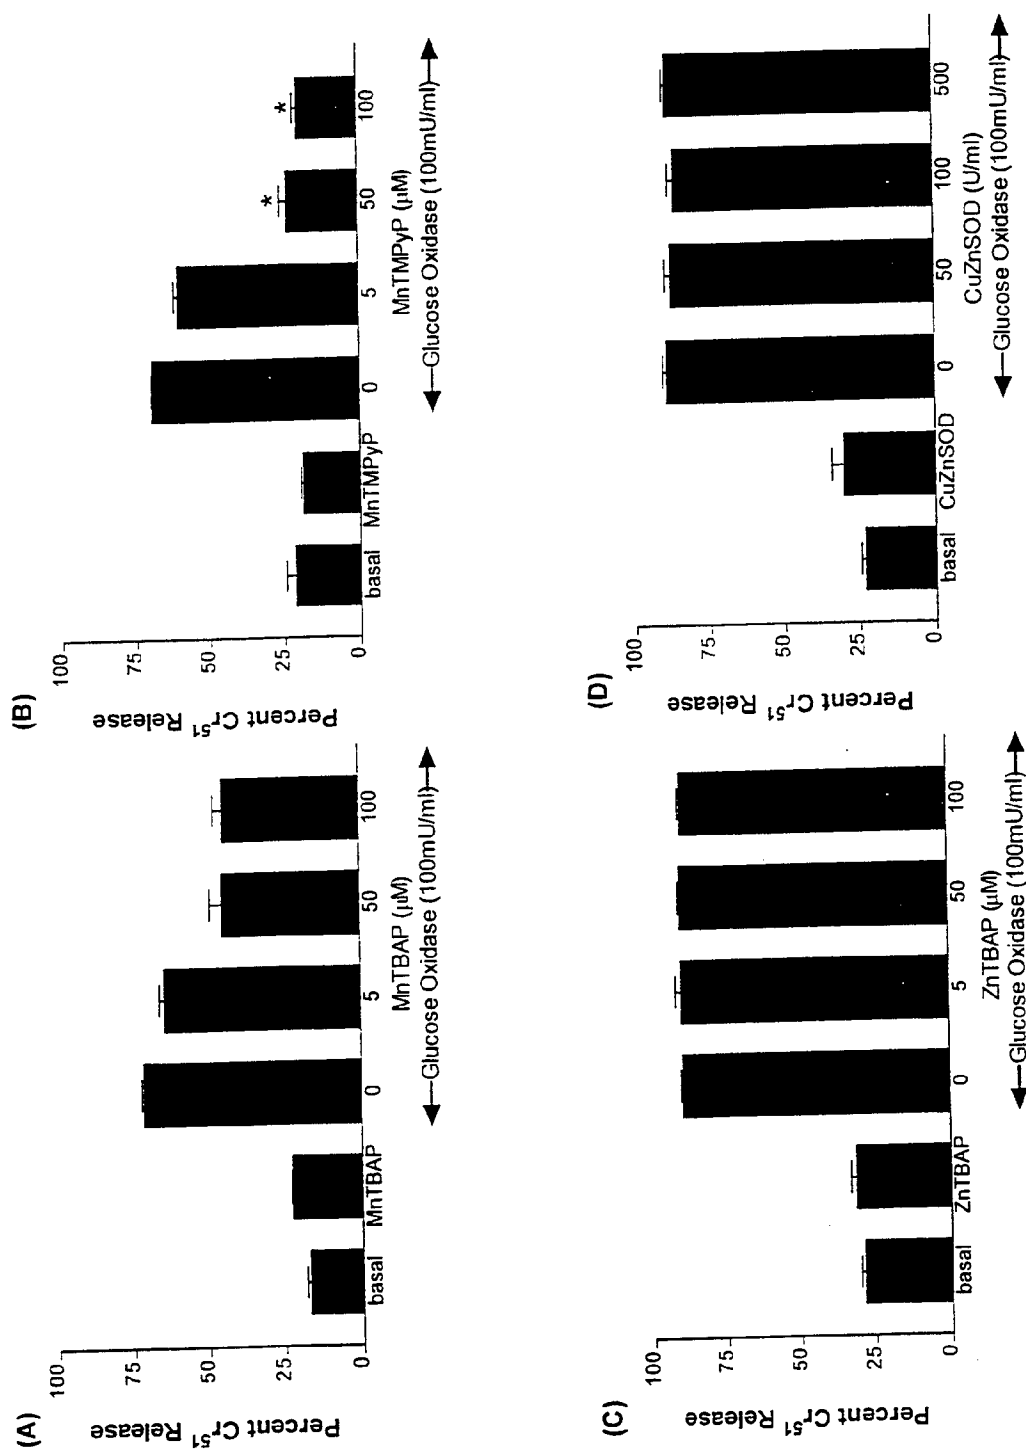 (A)
Percent Cr⁵¹ Release
100
75
50
25
0
basal
MnTBAP
0
5
50
100
MnTBAP (μM)
Glucose Oxidase (100mU/ml)
(B)
Percent Cr⁵¹ Release
100
75
50
25
0
* *
basal
MnTMPyP
0
5
50
100
MnTMPyP (μM)
Glucose Oxidase (100mU/ml)
(C)
Percent Cr⁵¹ Release
100
75
50
25
0
basal
ZnTBAP
0
5
50
100
ZnTBAP (μM)
Glucose Oxidase (100mU/ml)
(D)
Percent Cr⁵¹ Release
100
75
50
25
0
basal
CuZnSOD
0
50
100
500
CuZnSOD (U/ml)
Glucose Oxidase (100mU/ml)